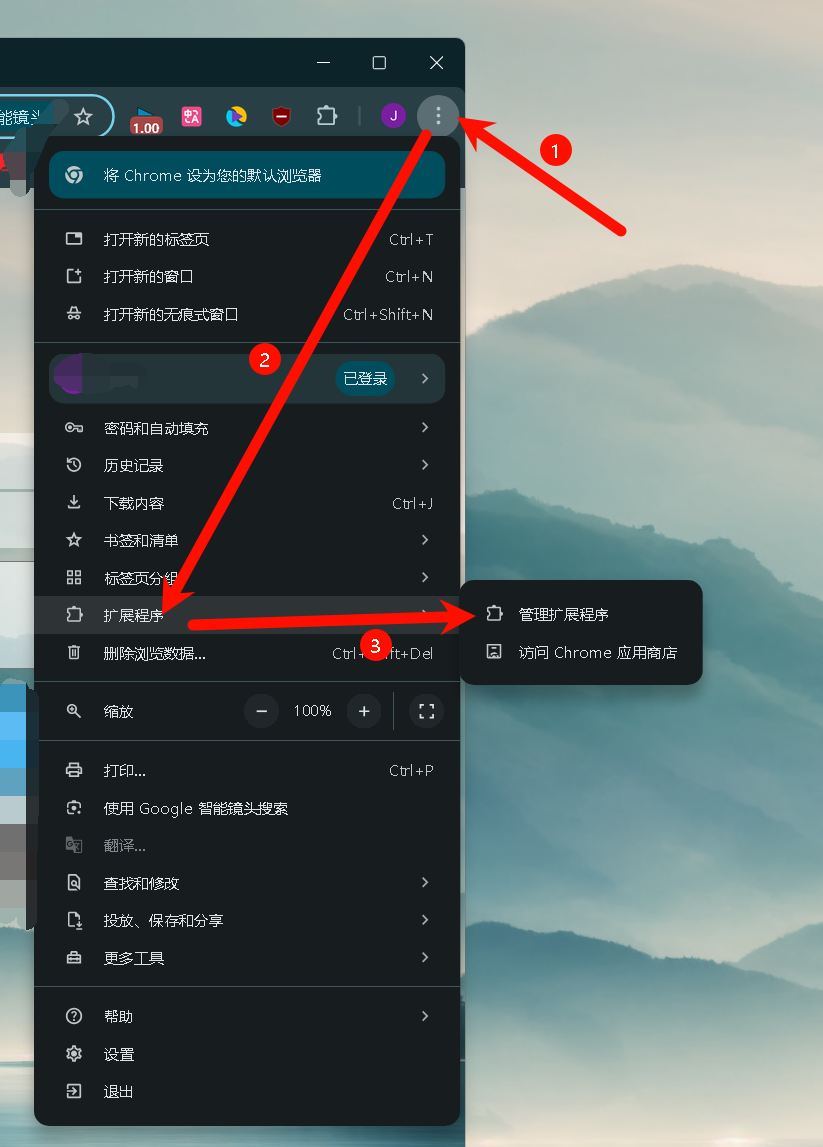 能镜头
1.00
J
1
将 Chrome 设为您的默认浏览器
打开新的标签页 Ctrl+T
打开新的窗口 Ctrl+N
打开新的无痕式窗口 Ctrl+Shift+N
2
已登录
密码和自动填充
历史记录
下载内容 Ctrl+J
书签和清单
标签页分组
扩展程序
管理扩展程序
3
删除浏览数据... Ctrl+ ft+Del
访问 Chrome 应用商店
缩放 − 100% +
打印... Ctrl+P
使用 Google 智能镜头搜索
翻译...
查找和修改
投放、保存和分享
更多工具
帮助
设置
退出